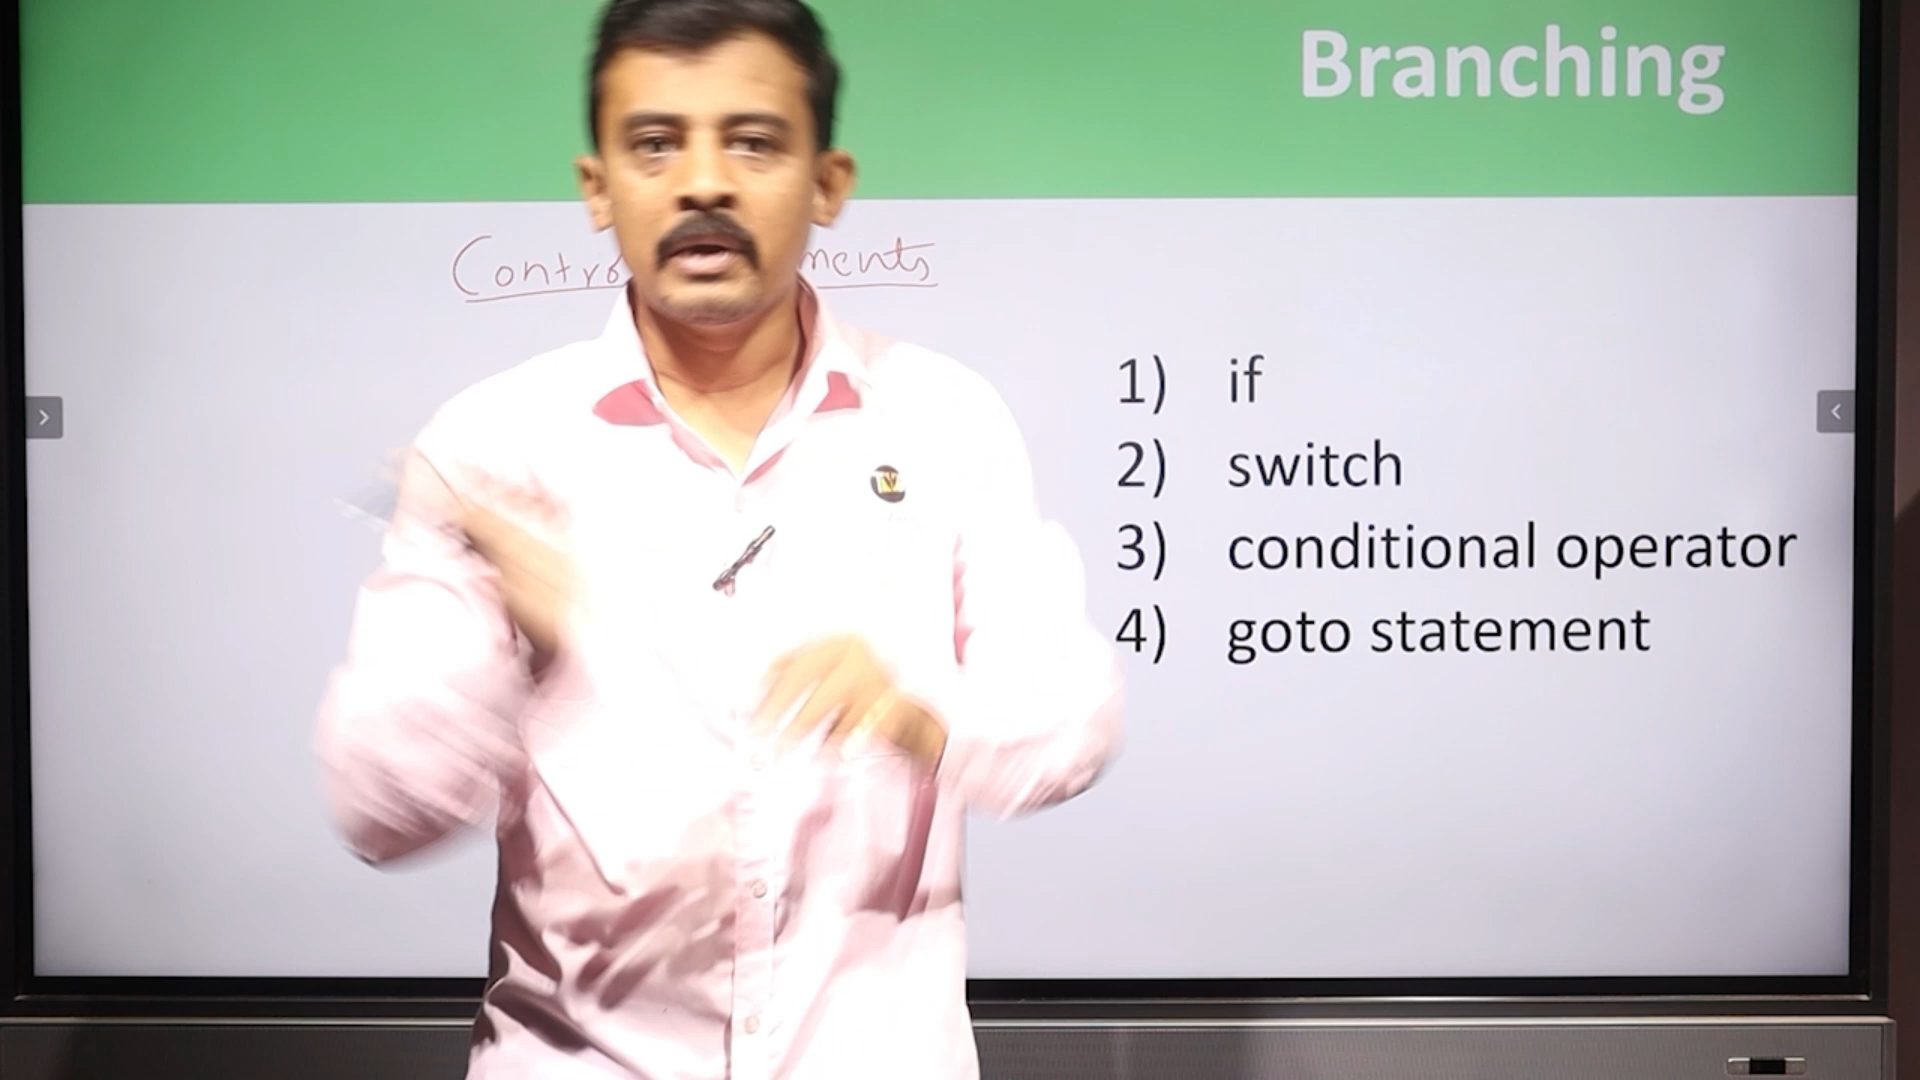 Branching
1) if
2) switch
3) conditional operator
4) goto statement